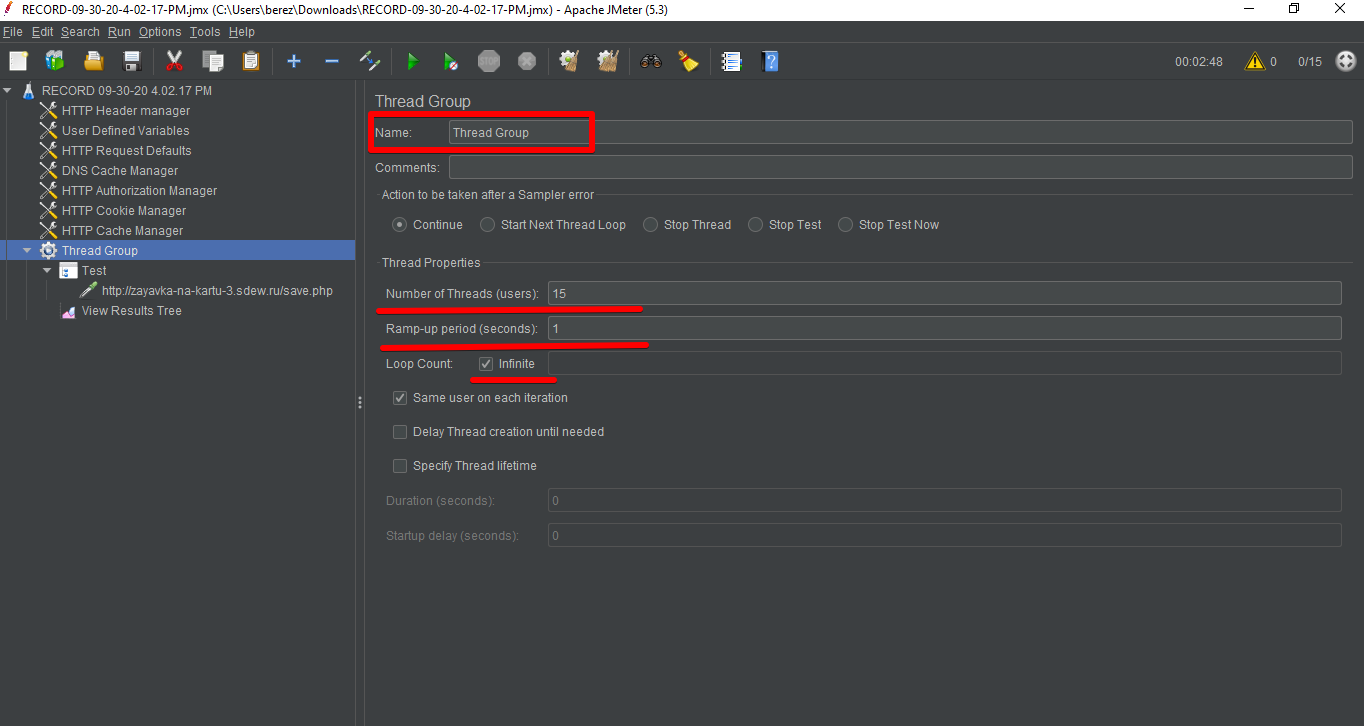 RECORD-09-30-20-4-02-17-PM.jmx (C:\Users\berez\Downloads\RECORD-09-30-20-4-02-17-PM.jmx) - Apache JMeter (5.3)
File Edit Search Run Options Tools Help
STOP 00:02:48 0 0/15
RECORD 09-30-20 4.02.17 PM
HTTP Header manager
User Defined Variables
HTTP Request Defaults
DNS Cache Manager
HTTP Authorization Manager
HTTP Cookie Manager
HTTP Cache Manager
Thread Group
Test
http://zayavka-na-kartu-3.sdew.ru/save.php
View Results Tree
Thread Group
Name: Thread Group
Comments:
Action to be taken after a Sampler error
Continue Start Next Thread Loop Stop Thread Stop Test Stop Test Now
Thread Properties
Number of Threads (users): 15
Ramp-up period (seconds): 1
Loop Count: Infinite
Same user on each iteration
Delay Thread creation until needed
Specify Thread lifetime
Duration (seconds): 0
Startup delay (seconds): 0